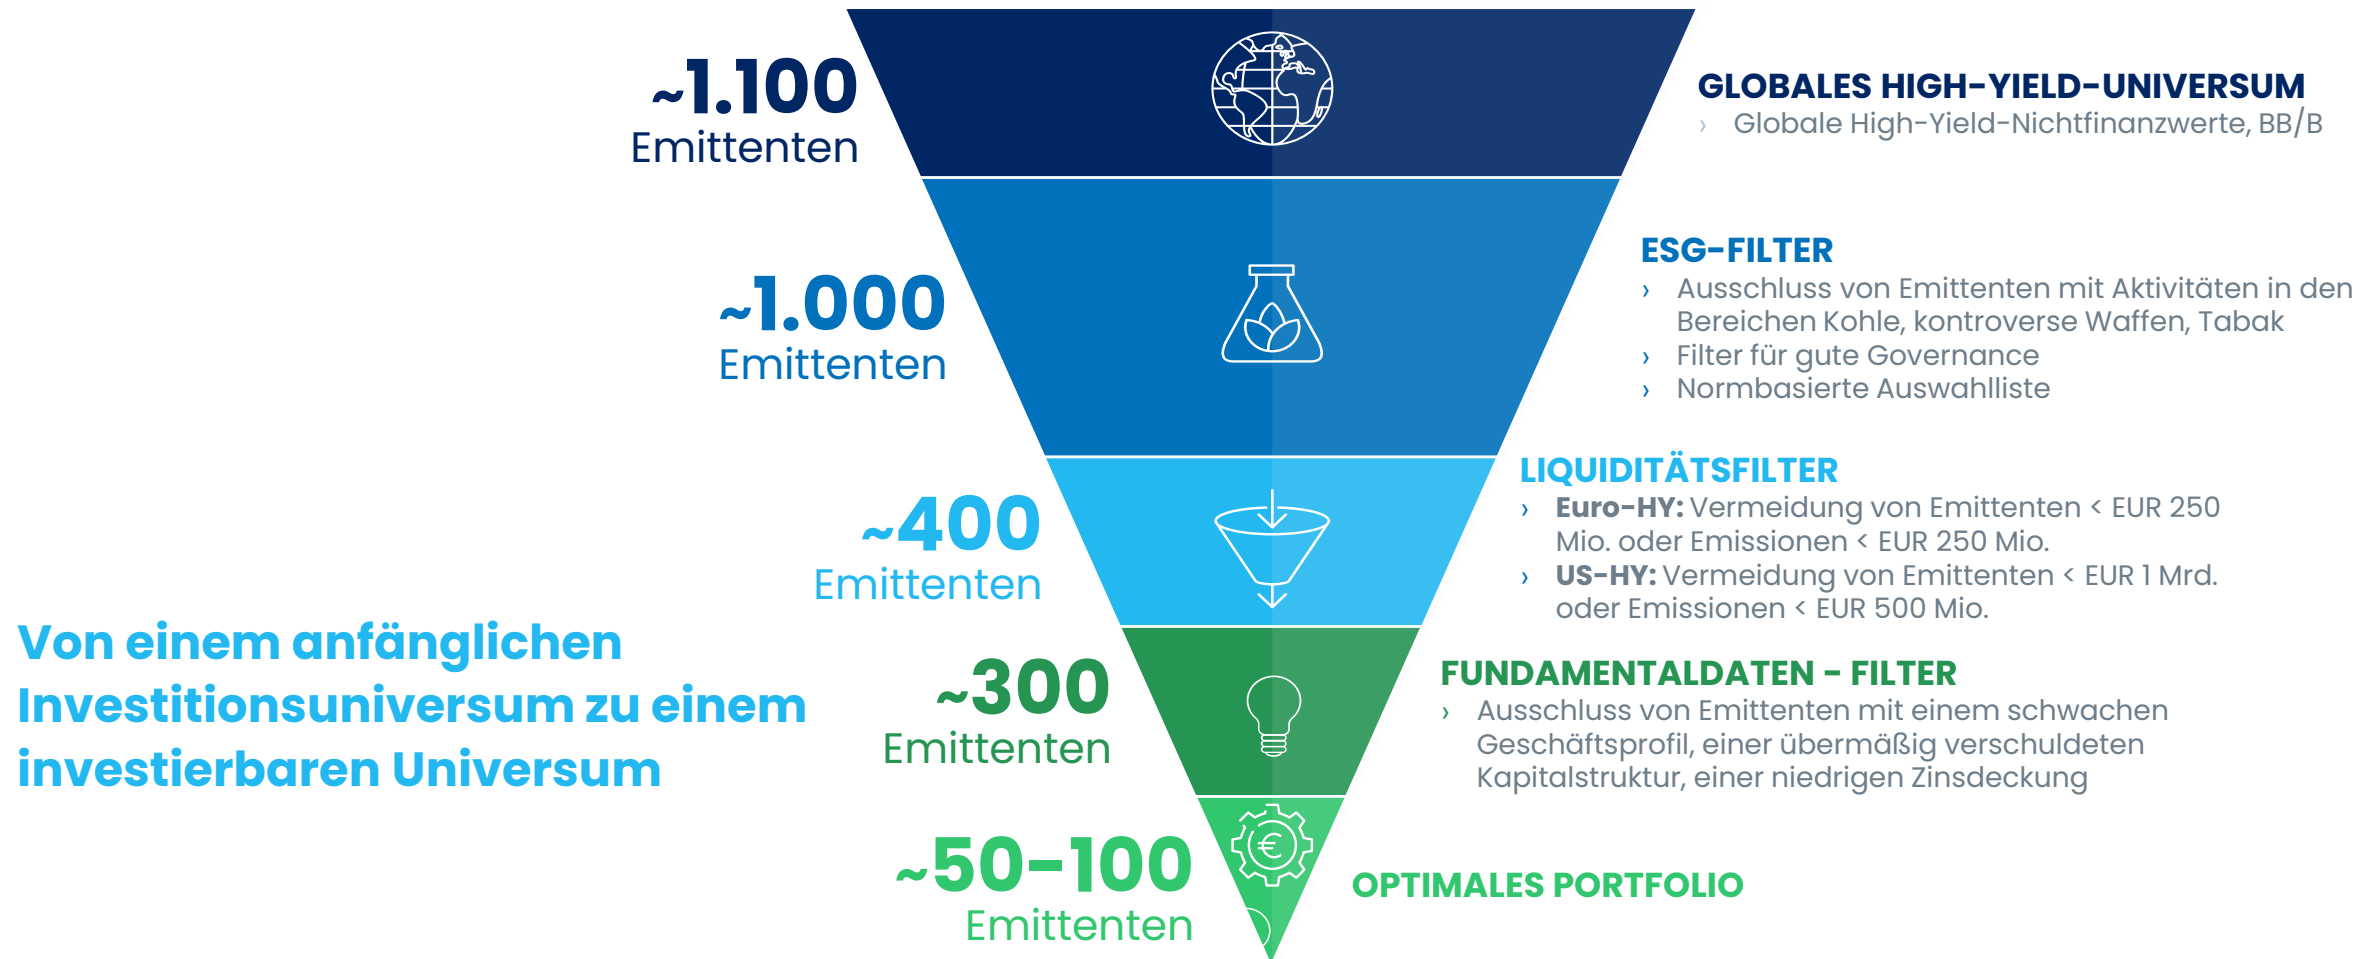 ~1.100
Emittenten
GLOBALES HIGH-YIELD-UNIVERSUM
› Globale High-Yield-Nichtfinanzwerte, BB/B
~1.000
Emittenten
ESG-FILTER
› Ausschluss von Emittenten mit Aktivitäten in den
Bereichen Kohle, kontroverse Waffen, Tabak
› Filter für gute Governance
› Normbasierte Auswahlliste
~400
Emittenten
LIQUIDITÄTSFILTER
› Euro-HY: Vermeidung von Emittenten < EUR 250
Mio. oder Emissionen < EUR 250 Mio.
› US-HY: Vermeidung von Emittenten < EUR 1 Mrd.
oder Emissionen < EUR 500 Mio.
Von einem anfänglichen
Investitionsuniversum zu einem
investierbaren Universum
~300
Emittenten
FUNDAMENTALDATEN - FILTER
› Ausschluss von Emittenten mit einem schwachen
Geschäftsprofil, einer übermäßig verschuldeten
Kapitalstruktur, einer niedrigen Zinsdeckung
€
~50-100
Emittenten
OPTIMALES PORTFOLIO